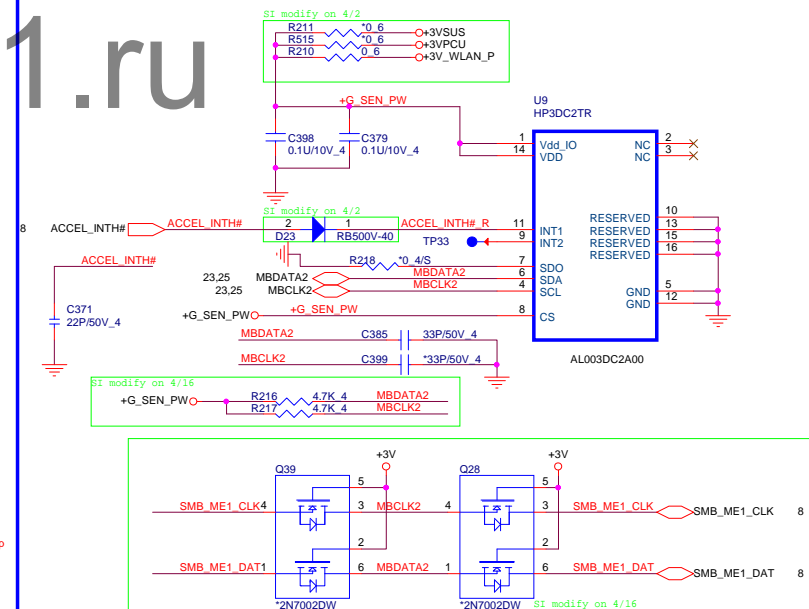 1.ru
SI modify on 4/2
R211 *0_6 +3VSUS
R515 *0_6 +3VPCU
R210 0_6 +3V_WLAN_P
+G_SEN_PW
C398 0.1U/10V_4
C379 0.1U/10V_4
U9
HP3DC2TR
1 Vdd_IO
14 VDD
NC 2
NC 3
RESERVED 10
RESERVED 13
RESERVED 15
RESERVED 16
GND 5
GND 12
11 INT1
9 INT2
7 SDO
6 SDA
4 SCL
8 CS
AL003DC2A00
SI modify on 4/2
8 ACCEL_INTH# ACCEL_INTH# 2 1 ACCEL_INTH#_R
D23 RB500V-40
TP33
ACCEL_INTH#
R218 *0_4/S
23,25 MBDATA2 MBDATA2
23,25 MBCLK2 MBCLK2
C371
22P/50V_4
+G_SEN_PW +G_SEN_PW
MBDATA2 C385 33P/50V_4
MBCLK2 C399 *33P/50V_4
SI modify on 4/16
+G_SEN_PW R216 4.7K_4 MBDATA2
R217 4.7K_4 MBCLK2
+3V +3V
Q39 Q28
5 5
SMB_ME1_CLK 4 3 MBCLK2 4 3 SMB_ME1_CLK SMB_ME1_CLK 8
2 2
SMB_ME1_DAT 1 6 MBDATA2 1 6 SMB_ME1_DAT SMB_ME1_DAT 8
*2N7002DW *2N7002DW
SI modify on 4/16